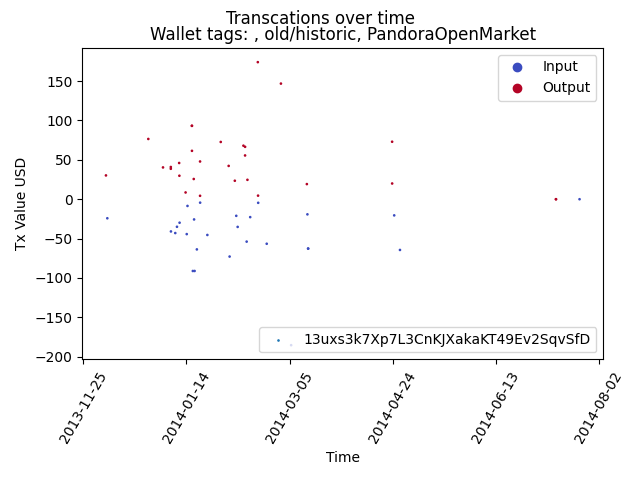 Transcations over time
Wallet tags: , old/historic, PandoraOpenMarket
Input
Output
13uxs3k7Xp7L3CnKJXakaKT49Ev2SqvSfD
Tx Value USD
150
100
50
0
−50
−100
−150
−200
2013-11-25
2014-01-14
2014-03-05
2014-04-24
2014-06-13
2014-08-02
Time